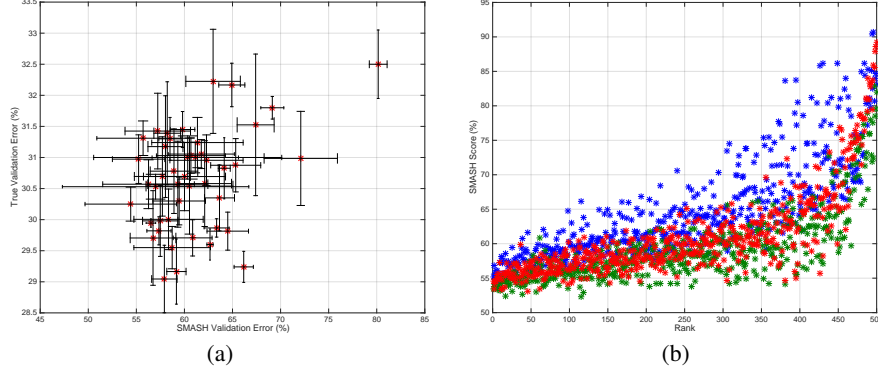 33.5
33
32.5
32
31.5
31
30.5
30
29.5
29
28.5
True Validation Error (%)
45 50 55 60 65 70 75 80 85
SMASH Validation Error (%)
(a)
95
90
85
80
75
70
65
60
55
50
SMASH Score (%)
0 50 100 150 200 250 300 350 400 450 500
Rank
(b)